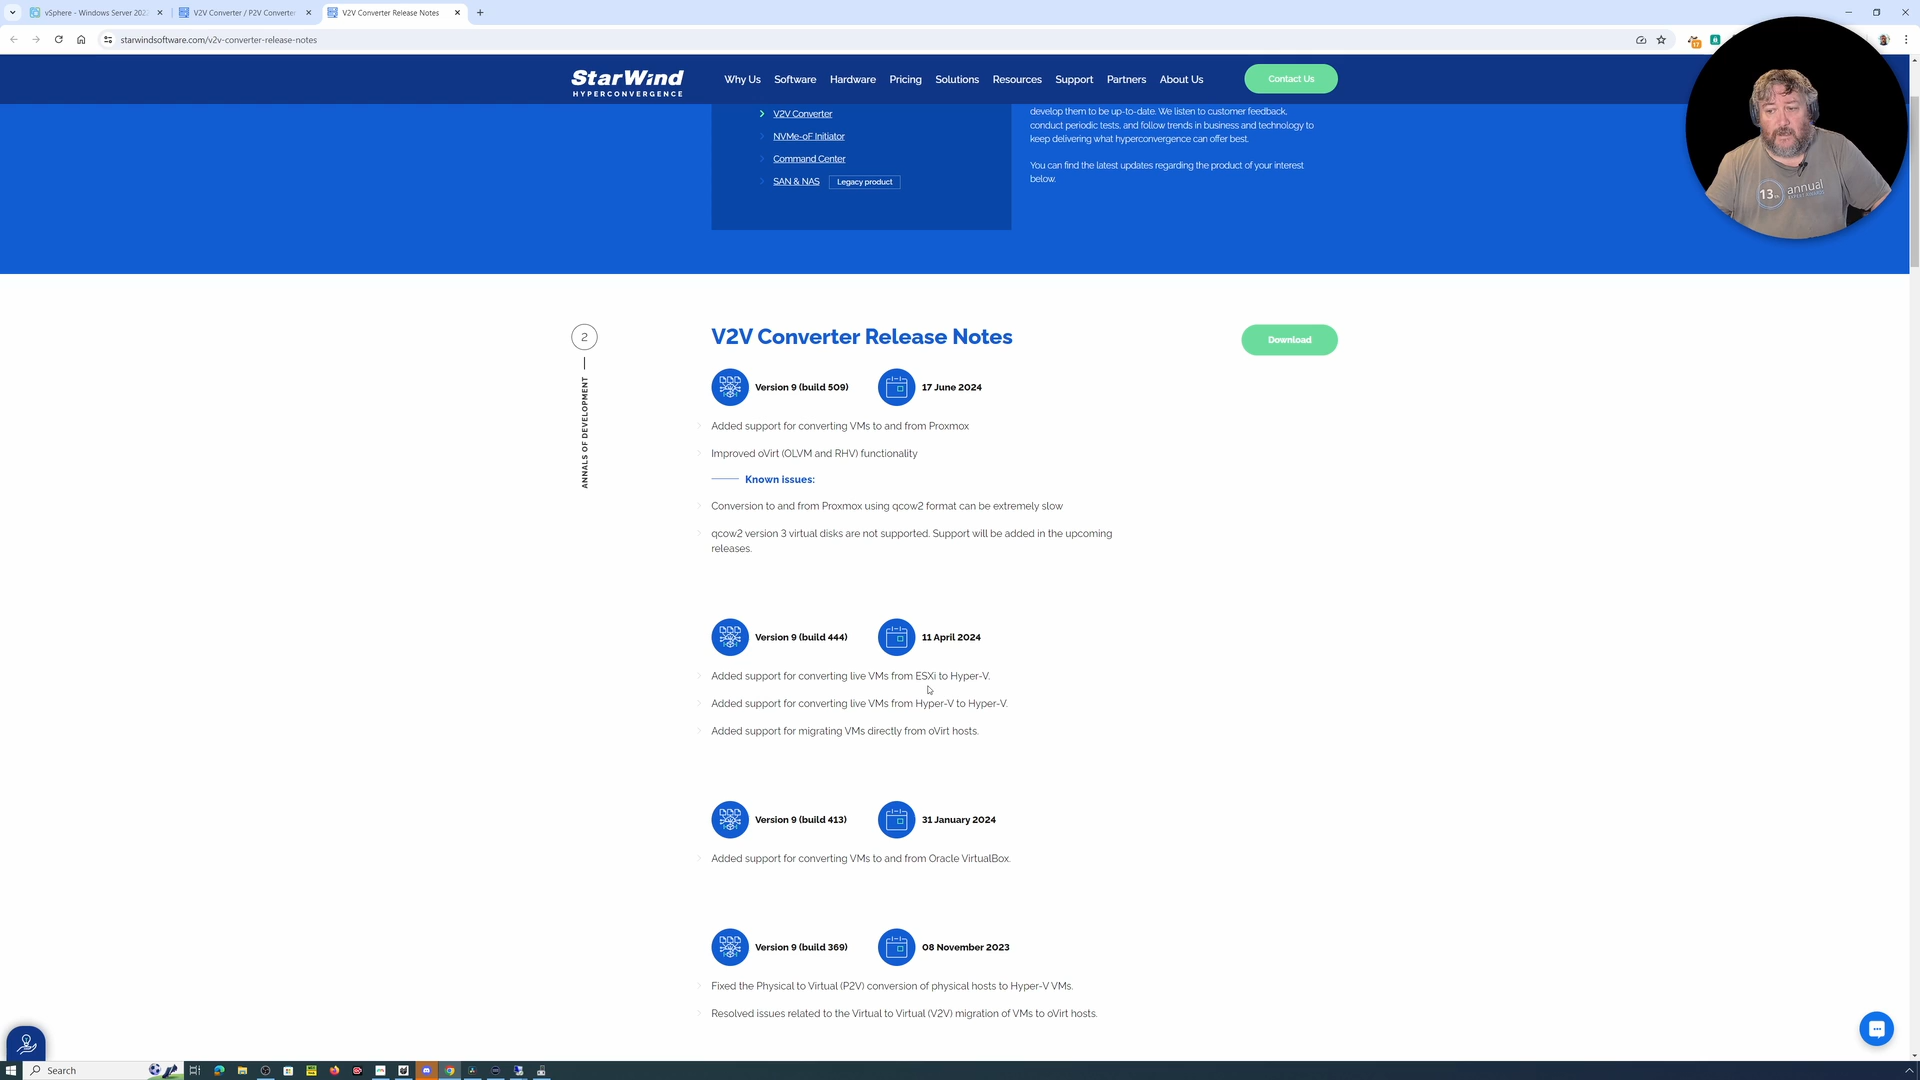 vSphere - Windows Server 202
V2V Converter / P2V Converter
V2V Converter Release Notes
starwindsoftware.com/v2v-converter-release-notes
17
StarWind
HYPERCONVERGENCE
Why Us
Software
Hardware
Pricing
Solutions
Resources
Support
Partners
About Us
Contact Us
V2V Converter
NVMe-oF Initiator
Command Center
SAN & NAS
Legacy product
develop them to be up-to-date. We listen to customer feedback,
conduct periodic tests, and follow trends in business and technology to
keep delivering what hyperconvergence can offer best.
You can find the latest updates regarding the product of your interest
below.
13
annual
2
ANNALS OF DEVELOPMENT
V2V Converter Release Notes
Download
Version 9 (build 509)
17 June 2024
Added support for converting VMs to and from Proxmox
Improved oVirt (OLVM and RHV) functionality
Known issues:
Conversion to and from Proxmox using qcow2 format can be extremely slow
qcow2 version 3 virtual disks are not supported. Support will be added in the upcoming
releases.
Version 9 (build 444)
11 April 2024
Added support for converting live VMs from ESXi to Hyper-V.
Added support for converting live VMs from Hyper-V to Hyper-V.
Added support for migrating VMs directly from oVirt hosts.
Version 9 (build 413)
31 January 2024
Added support for converting VMs to and from Oracle VirtualBox.
Version 9 (build 369)
08 November 2023
Fixed the Physical to Virtual (P2V) conversion of physical hosts to Hyper-V VMs.
Resolved issues related to the Virtual to Virtual (V2V) migration of VMs to oVirt hosts.
Search